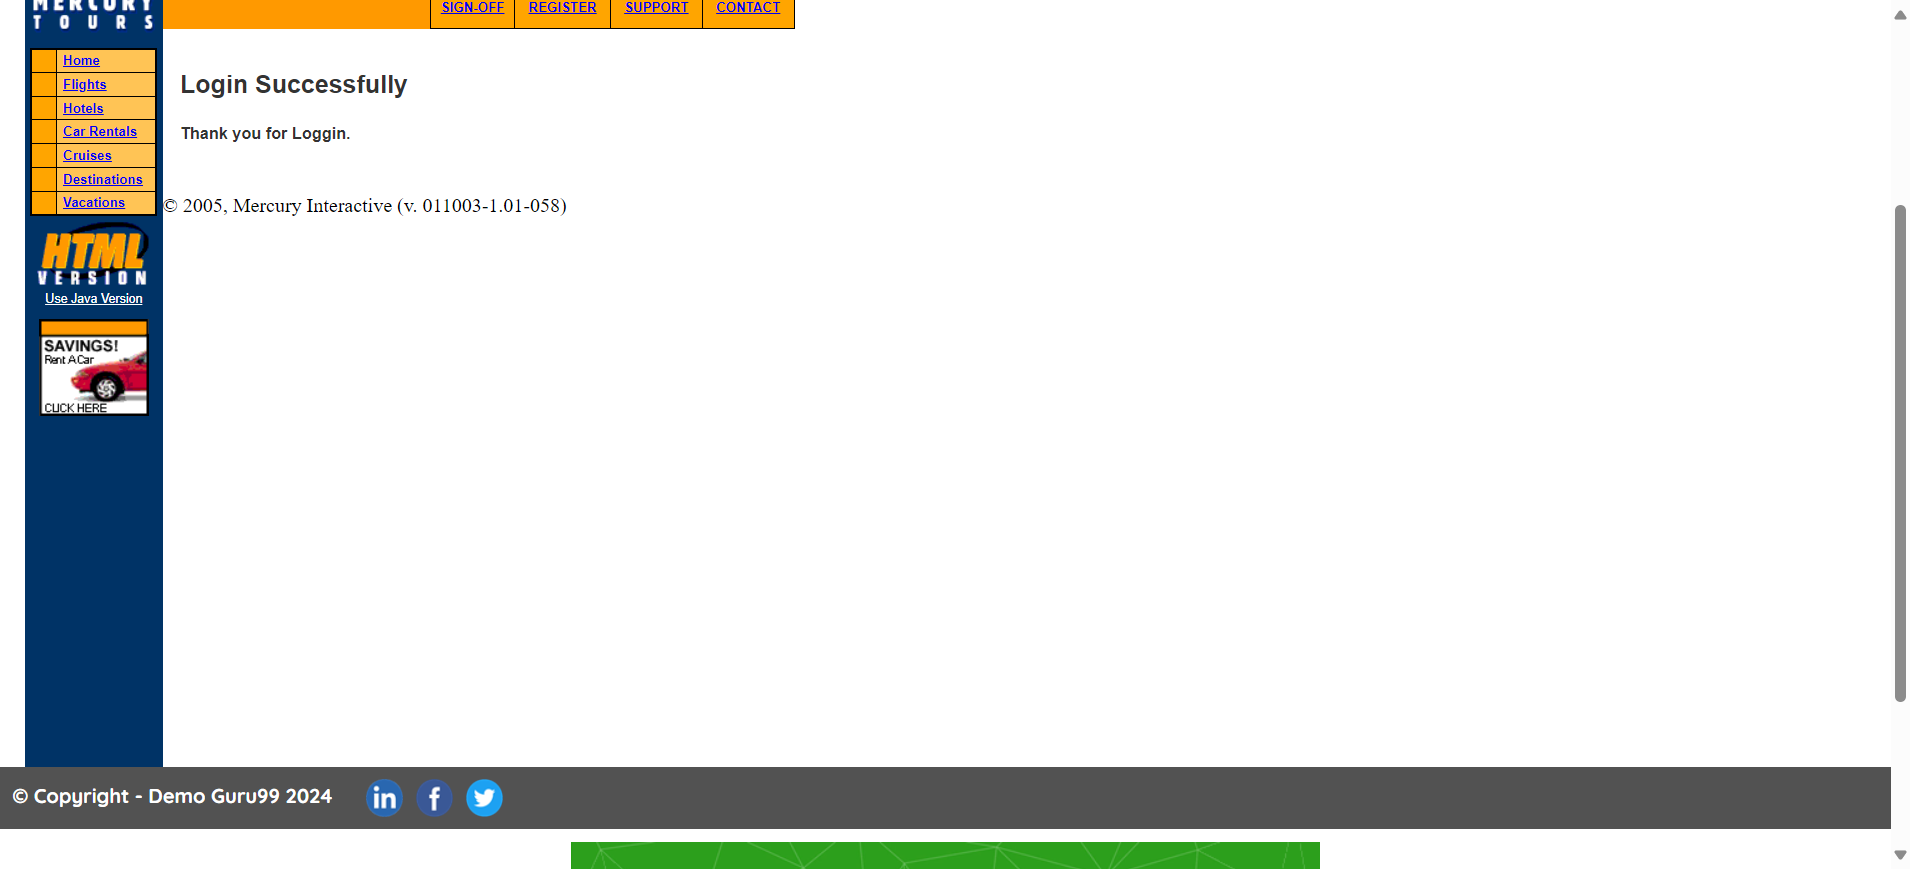 MERCURY
TOURS
SIGN-OFF
REGISTER
SUPPORT
CONTACT
Home
Flights
Hotels
Car Rentals
Cruises
Destinations
Vacations
Login Successfully
Thank you for Loggin.
© 2005, Mercury Interactive (v. 011003-1.01-058)
HTML
VERSION
Use Java Version
SAVINGS!
Rent A Car
CLICK HERE
© Copyright - Demo Guru99 2024
in
f